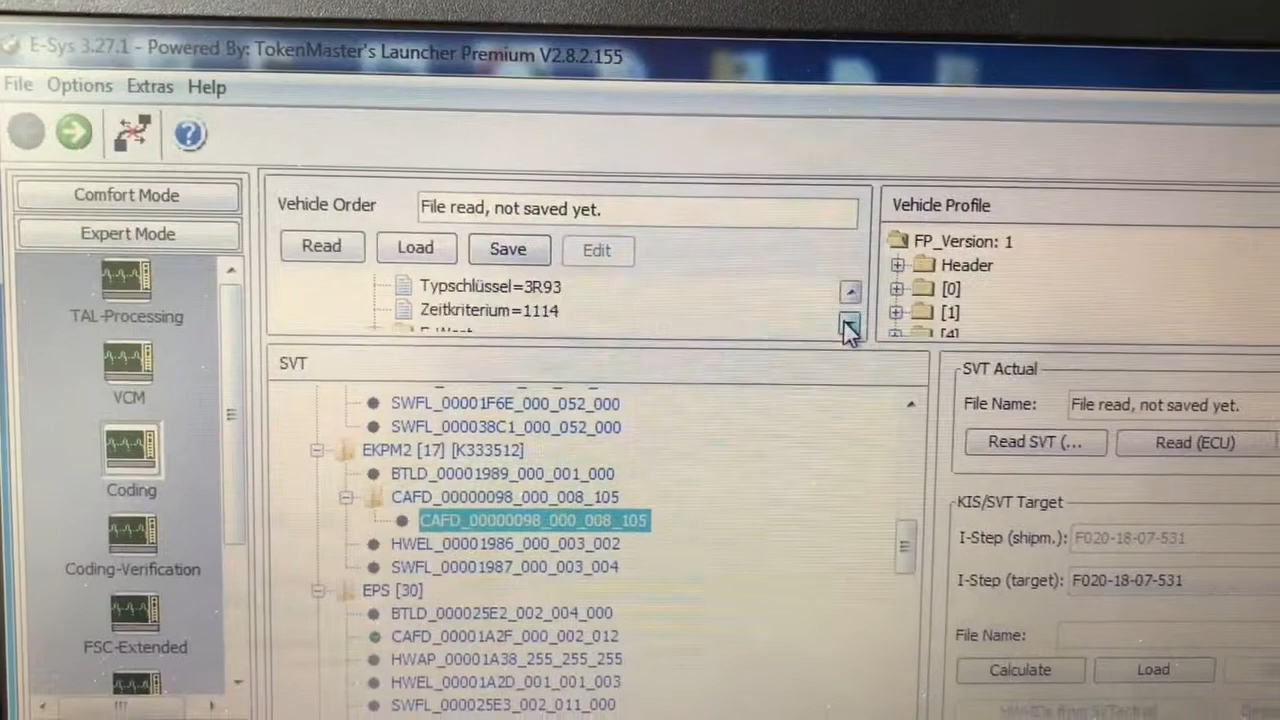 E-Sys 3.27.1 - Powered By: TokenMaster's Launcher Premium V2.8.2.155
File Options Extras Help
Comfort Mode
Expert Mode
TAL-Processing
VCM
Coding
Coding-Verification
FSC-Extended
Vehicle Order File read, not saved yet.
Read Load Save Edit
Typschlüssel=3R93
Zeitkriterium=1114
Vehicle Profile
FP_Version: 1
Header
[0]
[1]
[4]
SVT
SWFL_00001F6E_000_052_000
SWFL_000038C1_000_052_000
EKPM2 [17] [K333512]
BTLD_00001989_000_001_000
CAFD_00000098_000_008_105
CAFD_00000098_000_008_105
HWEL_00001986_000_003_002
SWFL_00001987_000_003_004
EPS [30]
BTLD_000025E2_002_004_000
CAFD_00001A2F_000_002_012
HWAP_00001A38_255_255_255
HWEL_00001A2D_001_001_003
SWFL_000025E3_002_011_000
SVT Actual
File Name: File read, not saved yet.
Read SVT (... Read (ECU)
KIS/SVT Target
I-Step (shipm.): F020-18-07-531
I-Step (target): F020-18-07-531
File Name:
Calculate Load